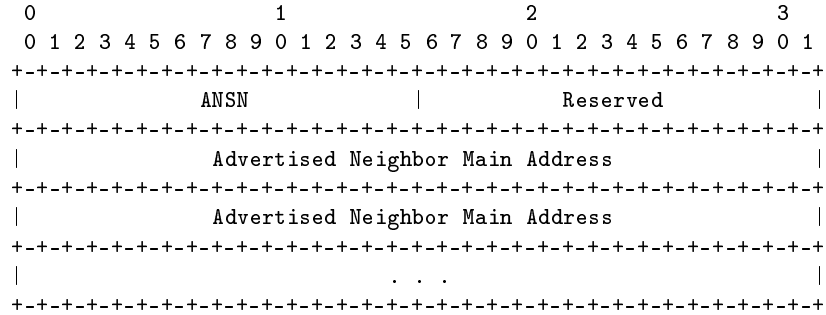 0                   1                   2                   3
 0 1 2 3 4 5 6 7 8 9 0 1 2 3 4 5 6 7 8 9 0 1 2 3 4 5 6 7 8 9 0 1
+-+-+-+-+-+-+-+-+-+-+-+-+-+-+-+-+-+-+-+-+-+-+-+-+-+-+-+-+-+-+-+-+
|              ANSN             |           Reserved            |
+-+-+-+-+-+-+-+-+-+-+-+-+-+-+-+-+-+-+-+-+-+-+-+-+-+-+-+-+-+-+-+-+
|               Advertised Neighbor Main Address                |
+-+-+-+-+-+-+-+-+-+-+-+-+-+-+-+-+-+-+-+-+-+-+-+-+-+-+-+-+-+-+-+-+
|               Advertised Neighbor Main Address                |
+-+-+-+-+-+-+-+-+-+-+-+-+-+-+-+-+-+-+-+-+-+-+-+-+-+-+-+-+-+-+-+-+
|                             . . .                             |
+-+-+-+-+-+-+-+-+-+-+-+-+-+-+-+-+-+-+-+-+-+-+-+-+-+-+-+-+-+-+-+-+